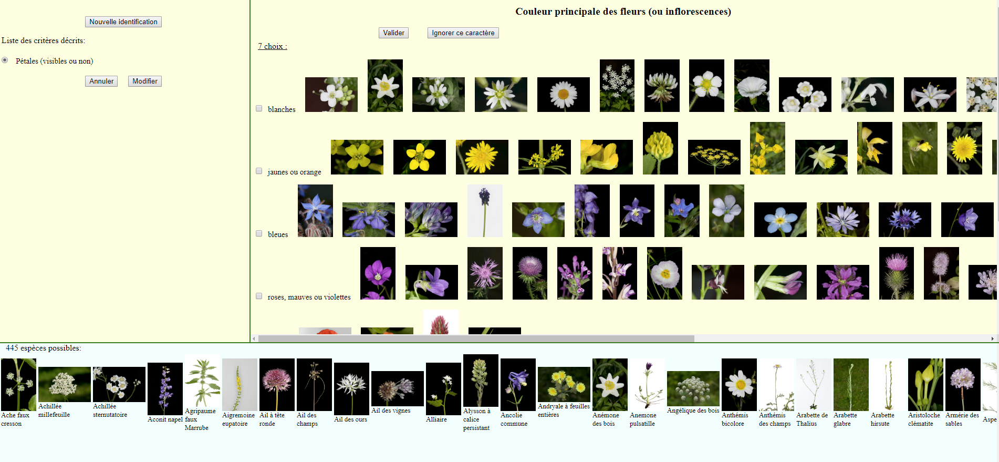 Nouvelle identification
Liste des critères décrits:
Pétales (visibles ou non)
Annuler Modifier
Couleur principale des fleurs (ou inflorescences)
Valider Ignorer ce caractère
7 choix :
blanches
jaunes ou orange
bleues
roses, mauves ou violettes
445 espèces possibles:
Ache faux
cresson
Achillée
millefeuille
Achillée
sternutatoire
Aconit napel
Agripaume
faux
Marrube
Aigremoine
eupatoire
Ail à tête
ronde
Ail des
champs
Ail des ours
Ail des vignes
Alliaire
Alysson à
calice
persistant
Ancolie
commune
Andryale à feuilles
entières
Anémone
des bois
Anemone
pulsatille
Angélique des bois
Anthémis
bicolore
Anthémis
des champs
Arabette de
Thalius
Arabette
glabre
Arabette
hirsute
Aristoloche
clématite
Armérie des
sables
Aspe